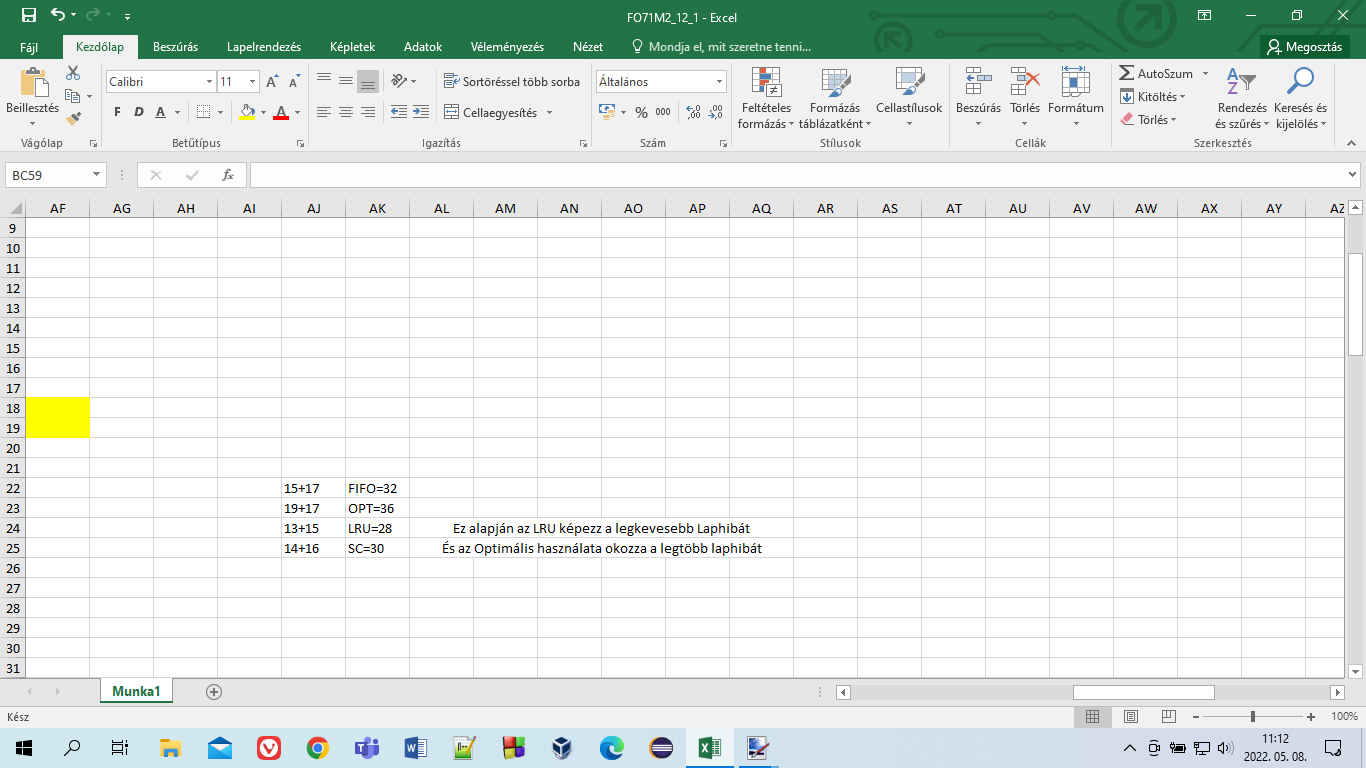 FO71M2_12_1 - Excel
Fájl Kezdőlap Beszúrás Lapelrendezés Képletek Adatok Véleményezés Nézet Mondja el, mit szeretne tenni... Megosztás
Beillesztés
Calibri 11
F D A A A A
Sortöréssel több sorba
Cellaegyesítés
Általános
% 000
Feltételes formázás
Formázás táblázatként
Cellastílusok
Beszúrás Törlés Formátum
AutoSzum
Kitöltés
Törlés
Rendezés és szűrés
Keresés és kijelölés
Vágólap Betűtípus Igazítás Szám Stílusok Cellák Szerkesztés
BC59 fx
AF AG AH AI AJ AK AL AM AN AO AP AQ AR AS AT AU AV AW AX AY AZ
9
10
11
12
13
14
15
16
17
18
19
20
21
22 15+17 FIFO=32
23 19+17 OPT=36
24 13+15 LRU=28 Ez alapján az LRU képezz a legkevesebb Laphibát
25 14+16 SC=30 És az Optimális használata okozza a legtöbb laphibát
26
27
28
29
30
31
Munka1
Kész 100%
11:12
2022. 05. 08.